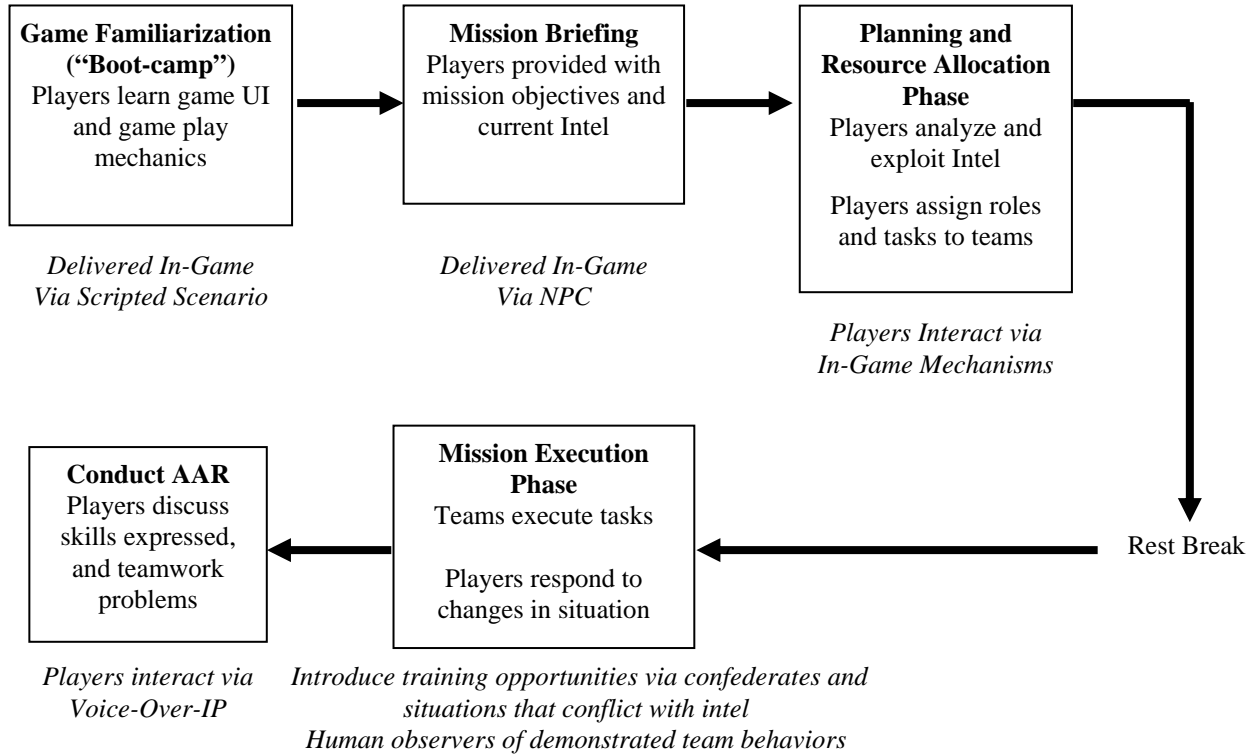 Game Familiarization
(“Boot-camp”)
Players learn game UI
and game play
mechanics
Delivered In-Game
Via Scripted Scenario
Mission Briefing
Players provided with
mission objectives and
current Intel
Delivered In-Game
Via NPC
Planning and
Resource Allocation
Phase
Players analyze and
exploit Intel
Players assign roles
and tasks to teams
Players Interact via
In-Game Mechanisms
Rest Break
Mission Execution
Phase
Teams execute tasks
Players respond to
changes in situation
Introduce training opportunities via confederates and
situations that conflict with intel
Human observers of demonstrated team behaviors
Conduct AAR
Players discuss
skills expressed,
and teamwork
problems
Players interact via
Voice-Over-IP